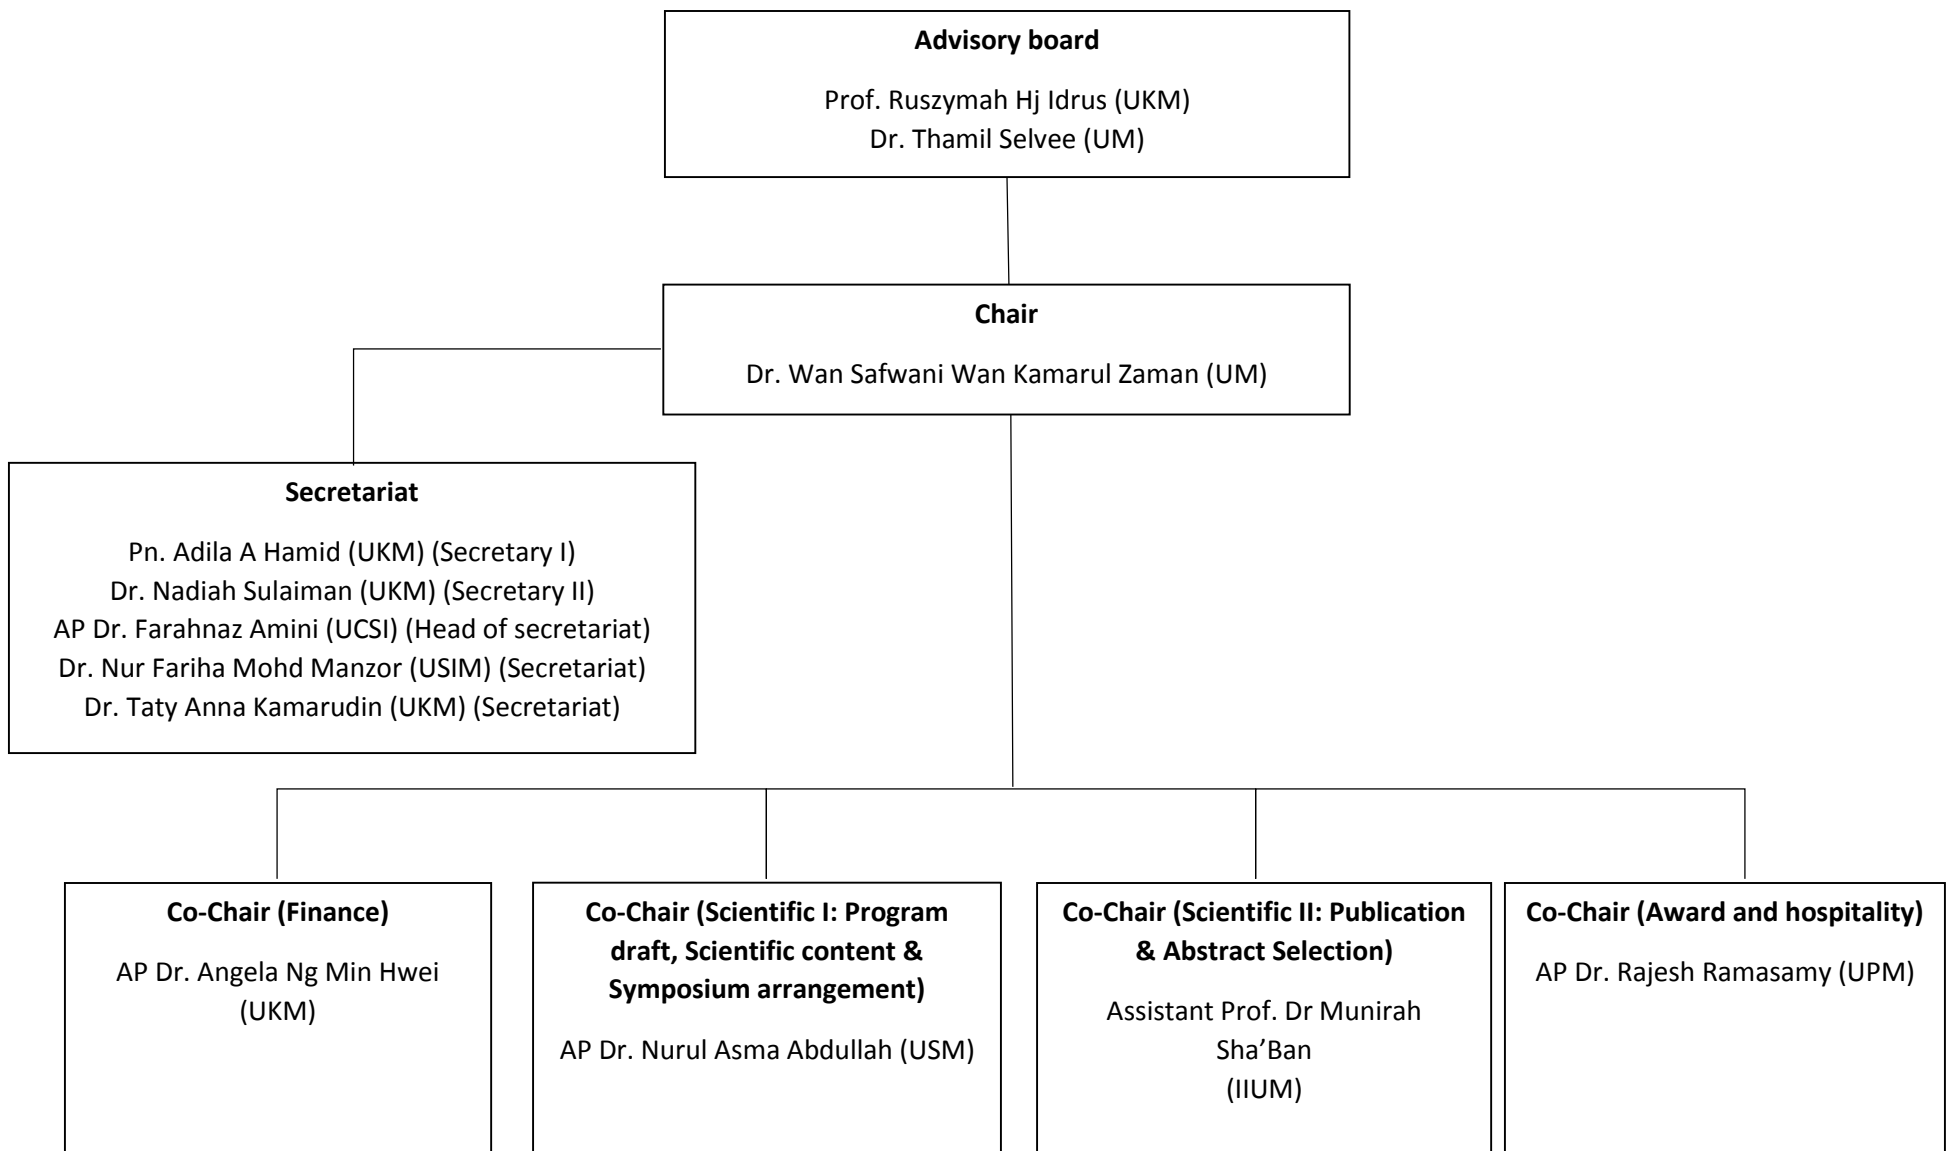 Advisory board
Prof. Ruszymah Hj Idrus (UKM)
Dr. Thamil Selvee (UM)
Chair
Dr. Wan Safwani Wan Kamarul Zaman (UM)
Secretariat
Pn. Adila A Hamid (UKM) (Secretary I)
Dr. Nadiah Sulaiman (UKM) (Secretary II)
AP Dr. Farahnaz Amini (UCSI) (Head of secretariat)
Dr. Nur Fariha Mohd Manzor (USIM) (Secretariat)
Dr. Taty Anna Kamarudin (UKM) (Secretariat)
Co-Chair (Finance)
AP Dr. Angela Ng Min Hwei
(UKM)
Co-Chair (Scientific I: Program
draft, Scientific content &
Symposium arrangement)
AP Dr. Nurul Asma Abdullah (USM)
Co-Chair (Scientific II: Publication
& Abstract Selection)
Assistant Prof. Dr Munirah
Sha’Ban
(IIUM)
Co-Chair (Award and hospitality)
AP Dr. Rajesh Ramasamy (UPM)